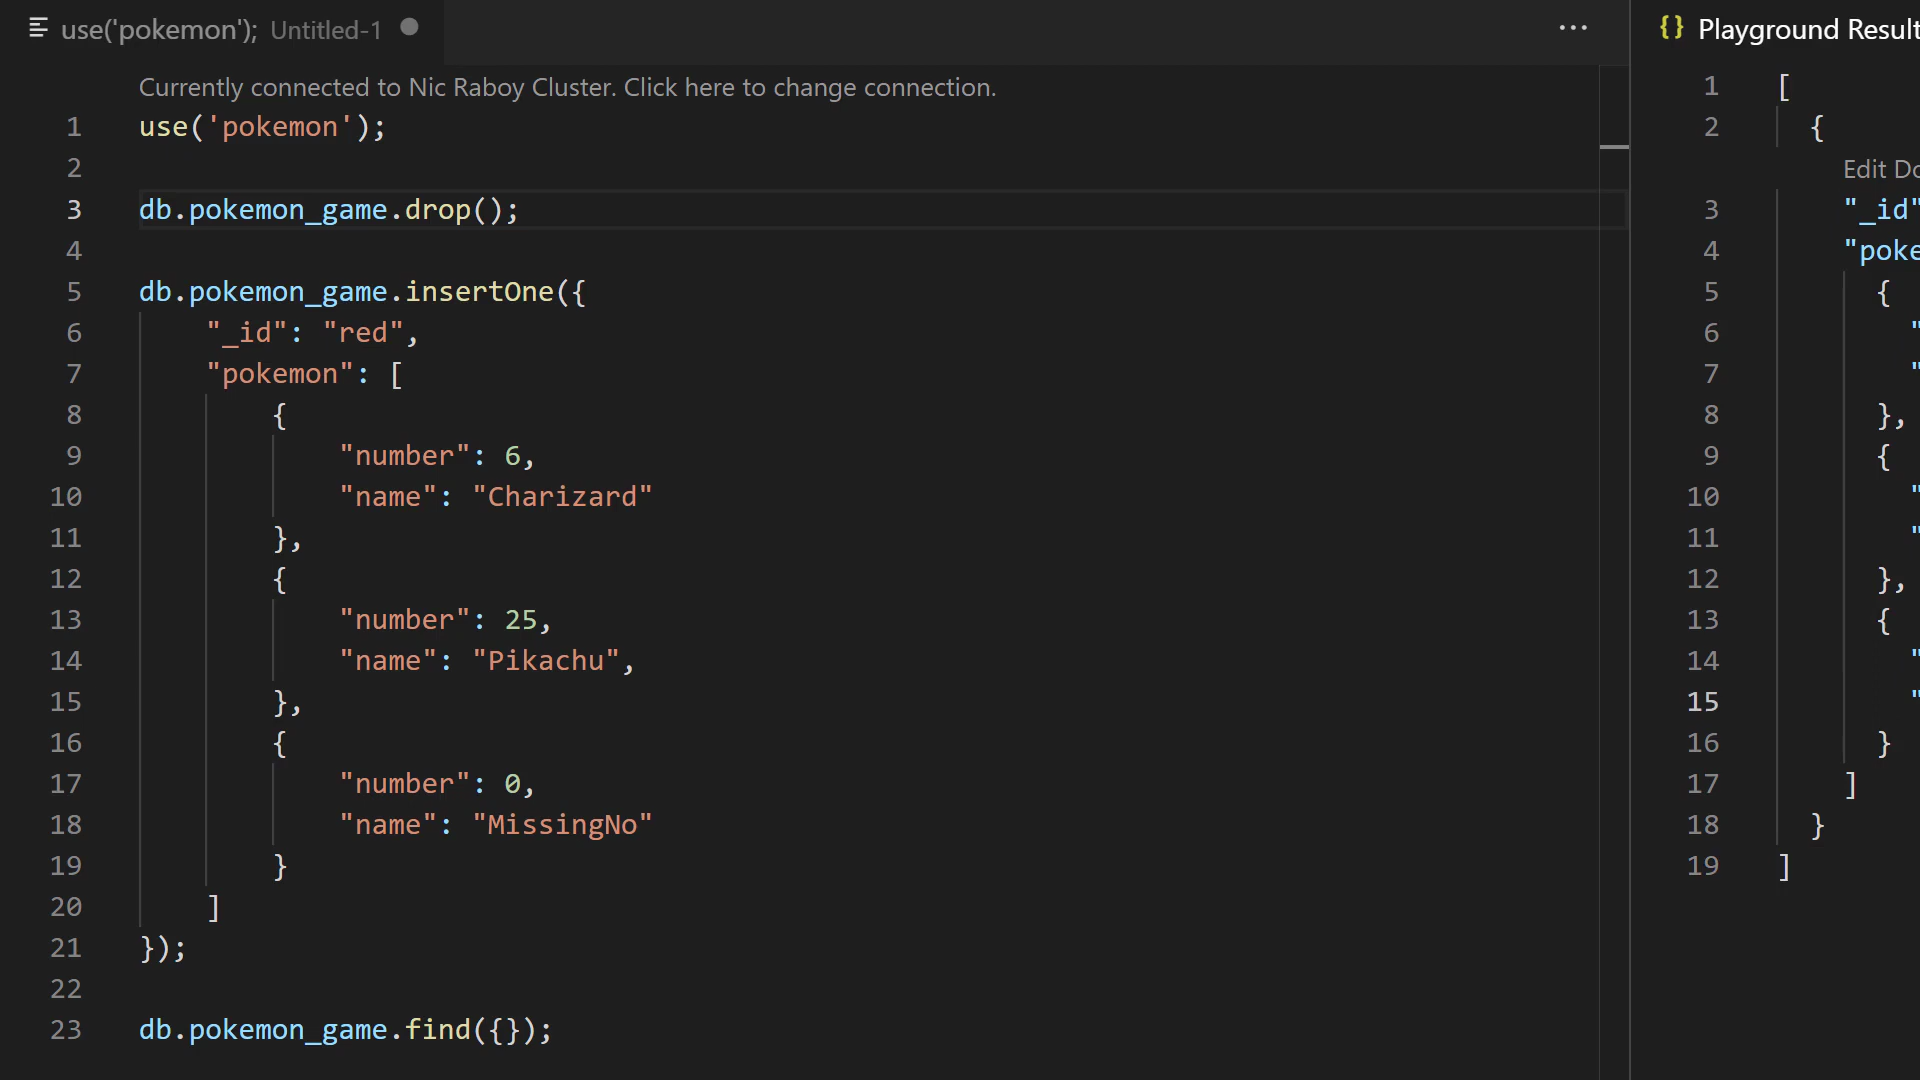 use('pokemon'); Untitled-1
Currently connected to Nic Raboy Cluster. Click here to change connection.
1 use('pokemon');
2
3 db.pokemon_game.drop();
4
5 db.pokemon_game.insertOne({
6 "_id": "red",
7 "pokemon": [
8 {
9 "number": 6,
10 "name": "Charizard"
11 },
12 {
13 "number": 25,
14 "name": "Pikachu",
15 },
16 {
17 "number": 0,
18 "name": "MissingNo"
19 }
20 ]
21 });
22
23 db.pokemon_game.find({});
{} Playground Result
1 [
2 {
Edit Do
3 "_id"
4 "poke
5 {
6 "
7 "
8 },
9 {
10 "
11 "
12 },
13 {
14 "
15 "
16 }
17 ]
18 }
19 ]